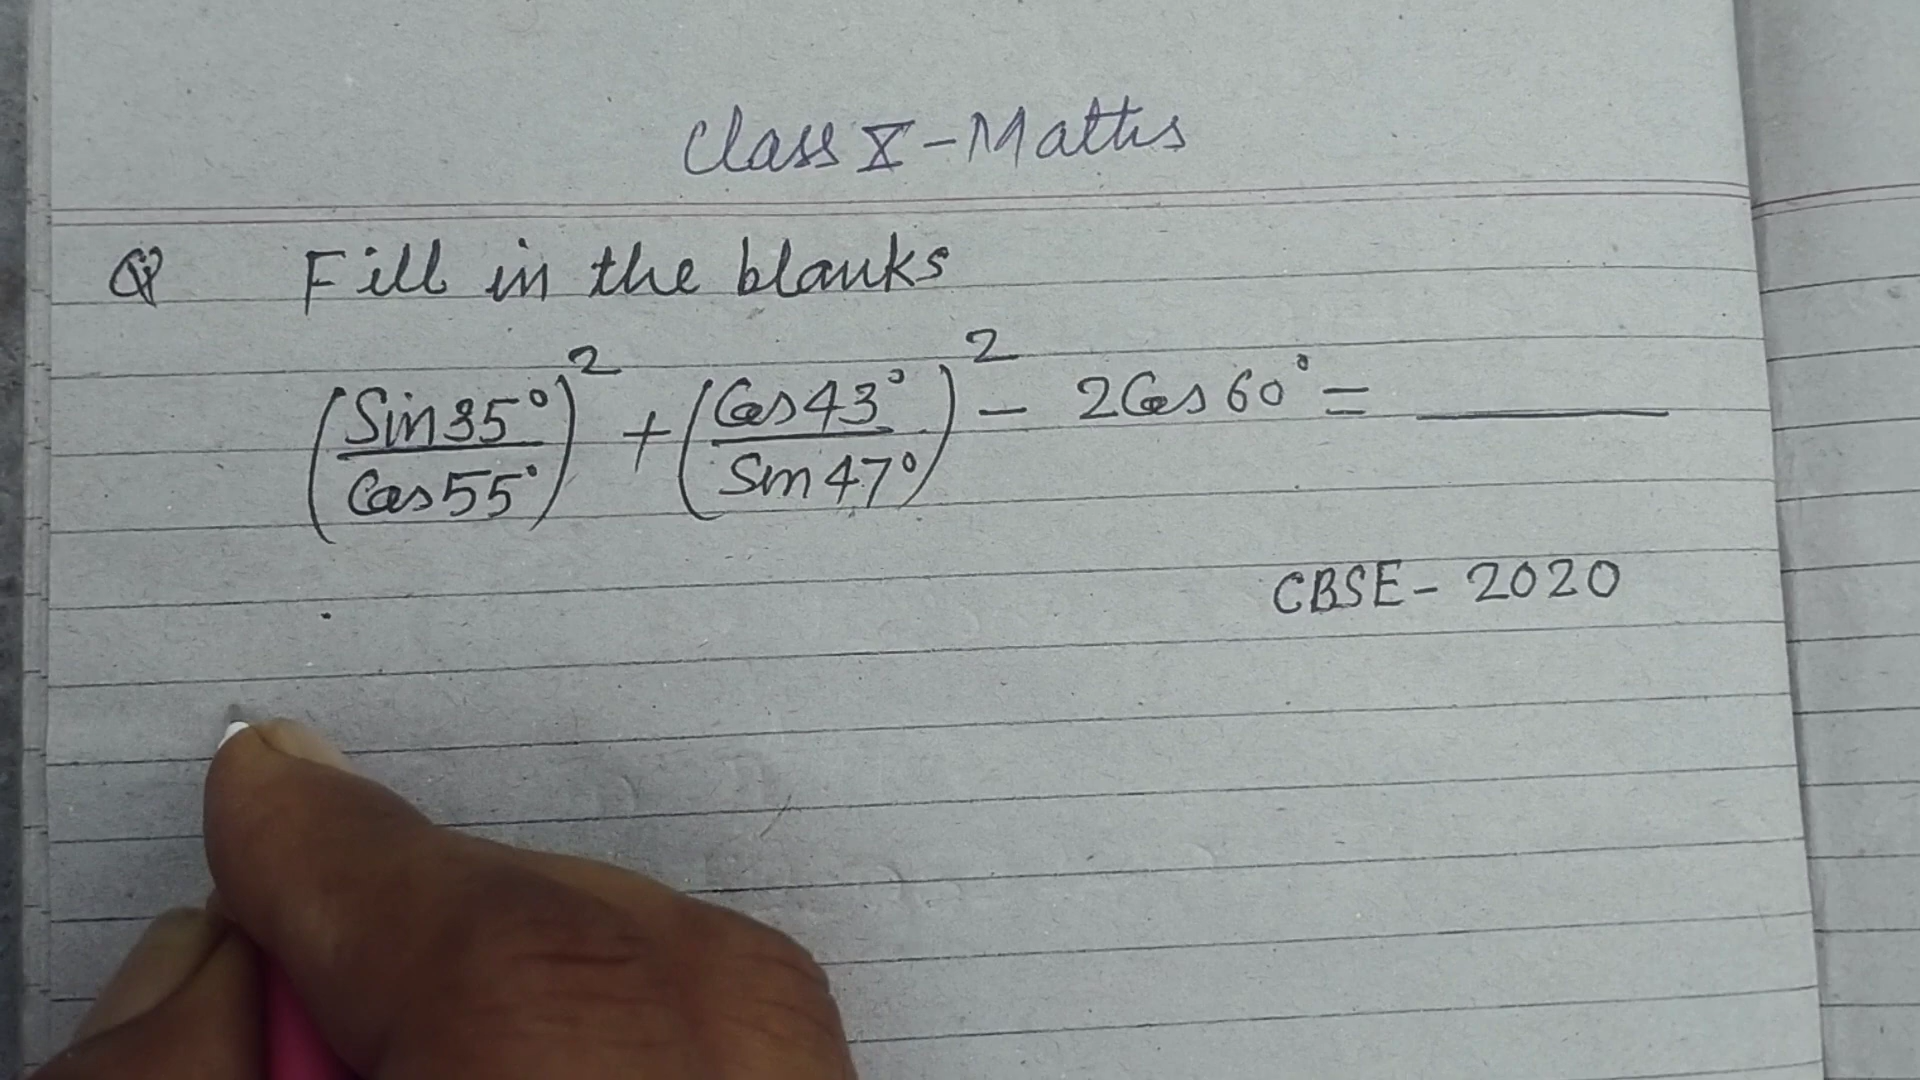 Class X - Maths
Q Fill in the blanks
(Sin35°/Cos55°)² + (Cos43°/Sin47°)² - 2Cos60° = ______
CBSE - 2020